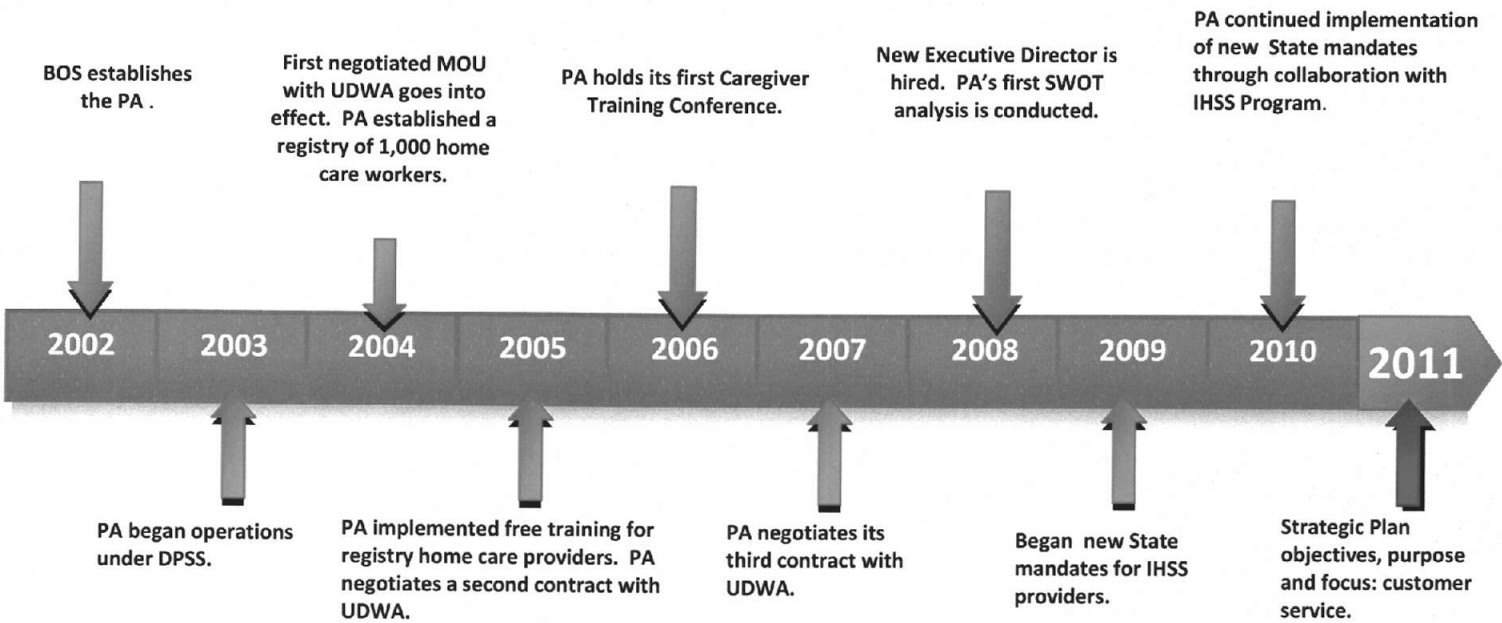 BOS establishes
the PA .
First negotiated MOU
with UDWA goes into
effect. PA established a
registry of 1,000 home
care workers.
PA holds its first Caregiver
Training Conference.
New Executive Director is
hired. PA's first SWOT
analysis is conducted.
PA continued implementation
of new State mandates
through collaboration with
IHSS Program.
2002
2003
2004
2005
2006
2007
2008
2009
2010
2011
PA began operations
under DPSS.
PA implemented free training for
registry home care providers. PA
negotiates a second contract with
UDWA.
PA negotiates its
third contract with
UDWA.
Began new State
mandates for IHSS
providers.
Strategic Plan
objectives, purpose
and focus: customer
service.